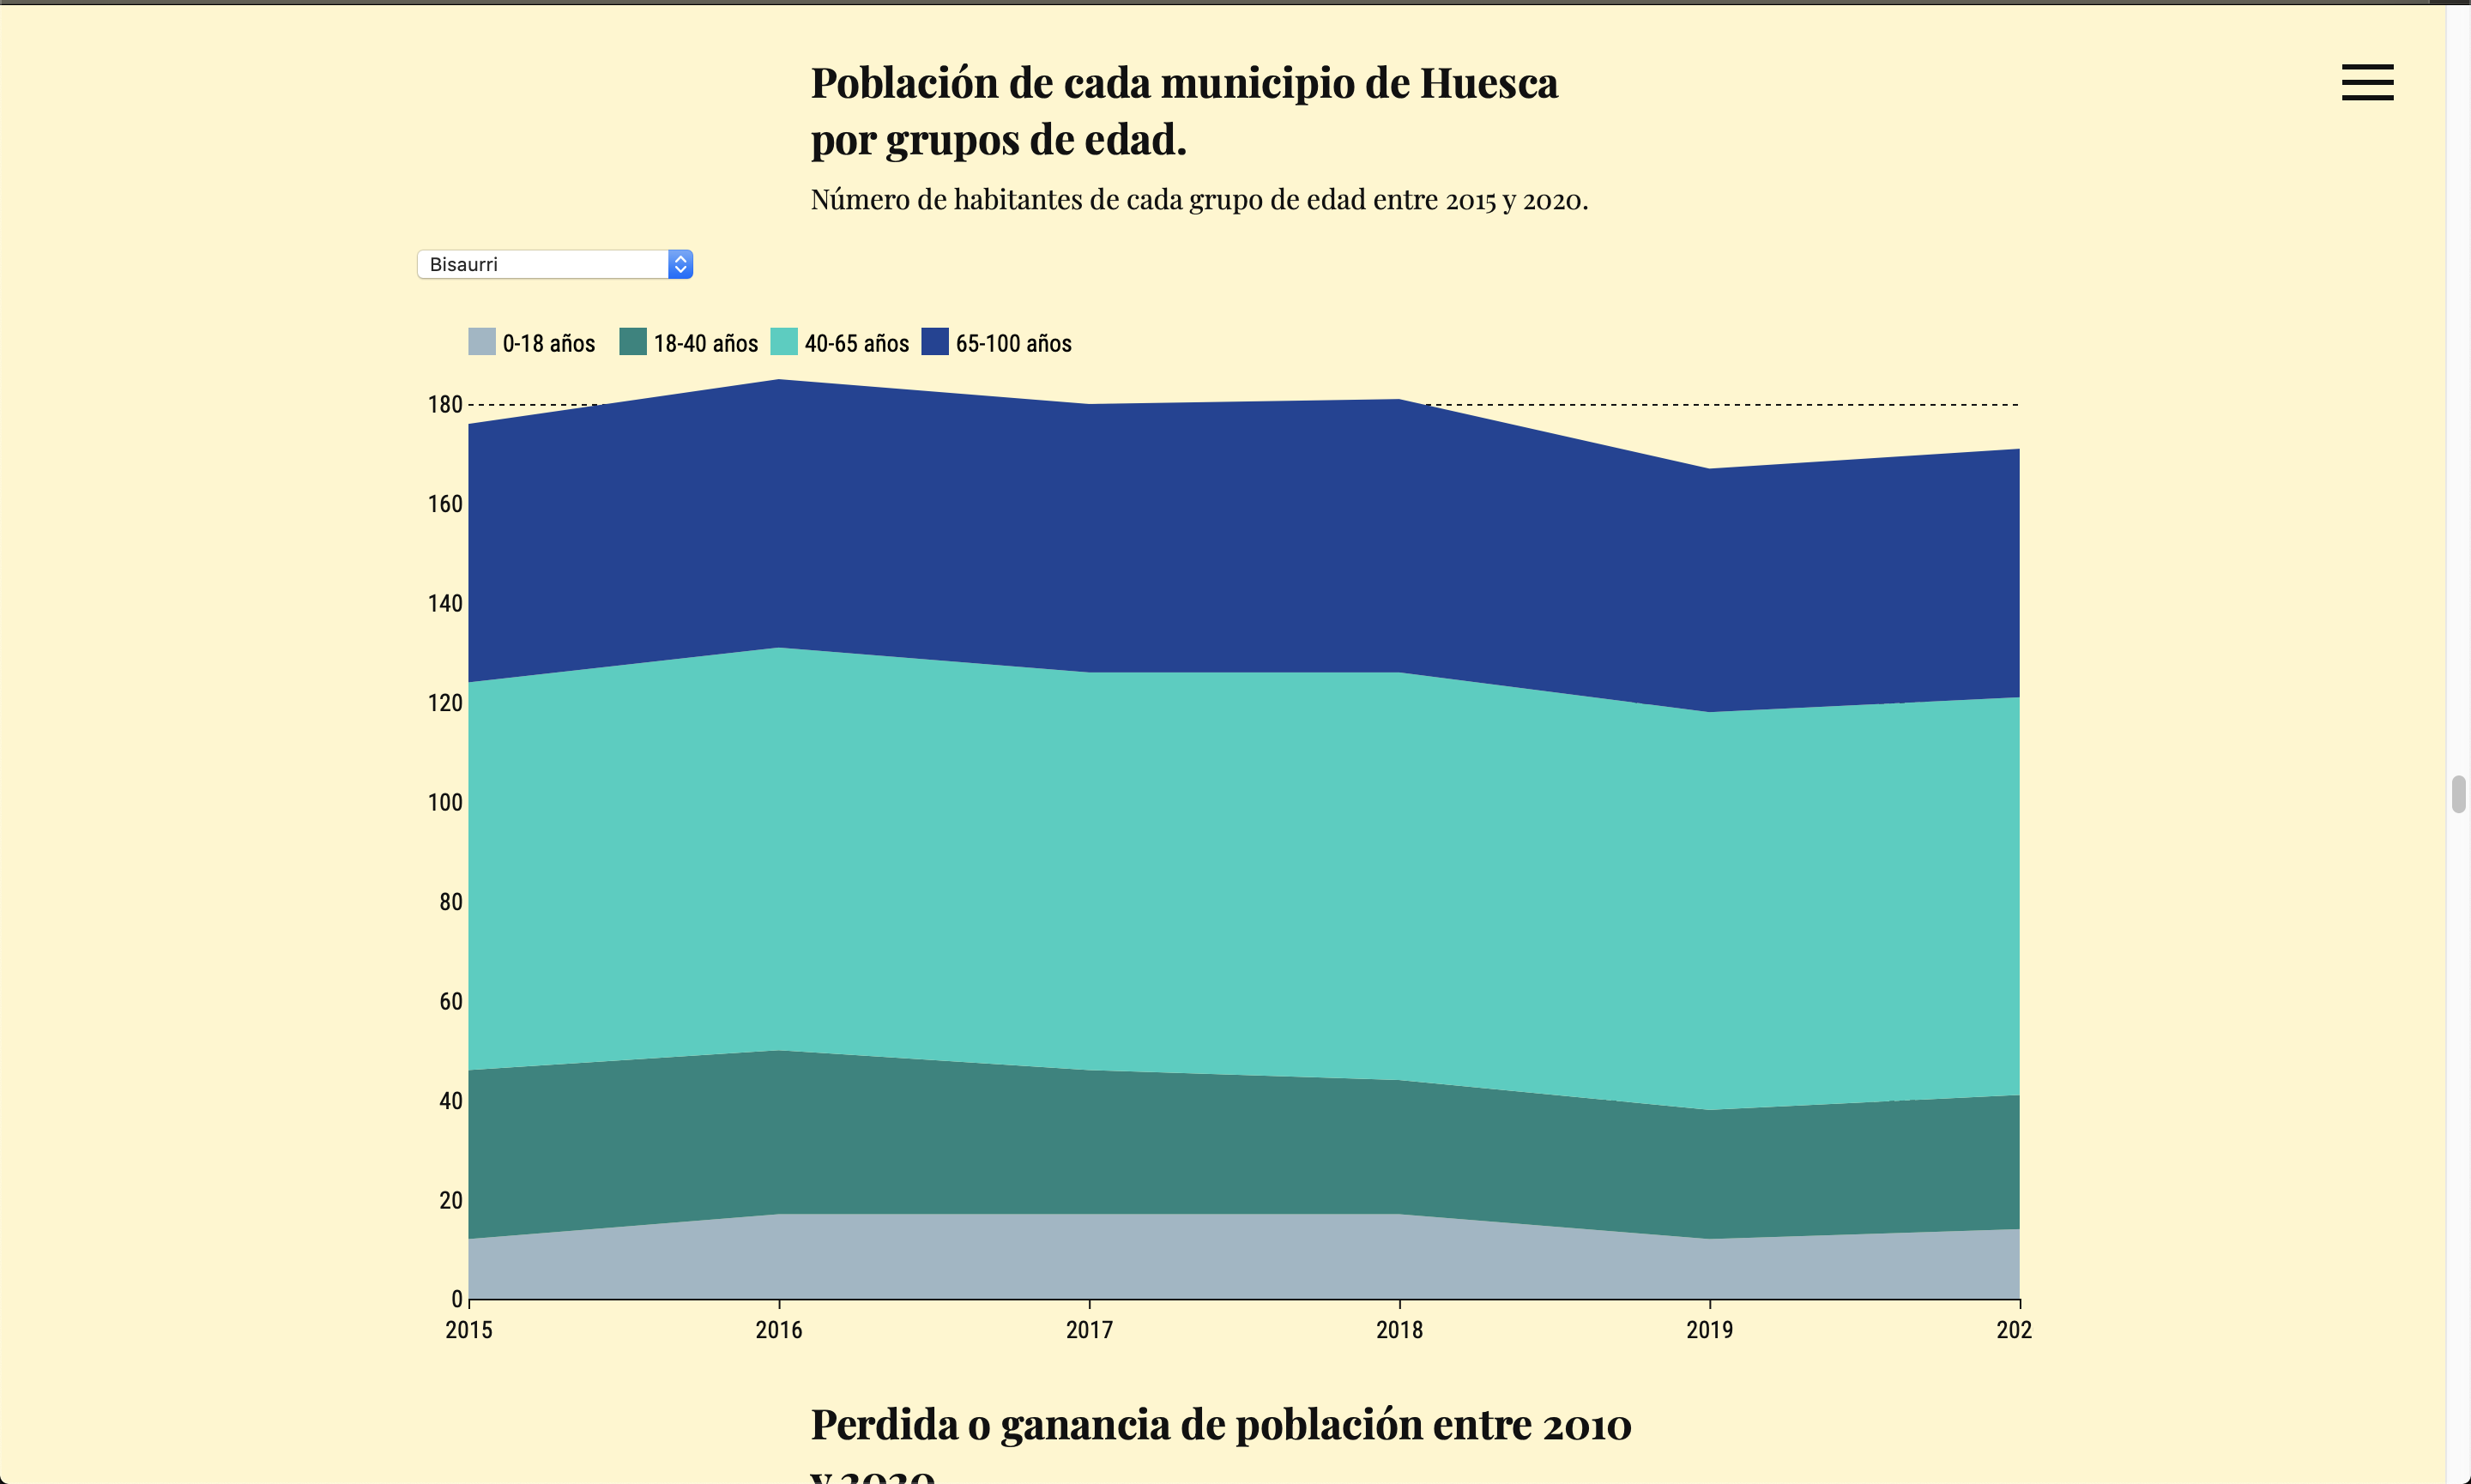 Población de cada municipio de Huesca
por grupos de edad.
Número de habitantes de cada grupo de edad entre 2015 y 2020.
Bisaurri
0-18 años 18-40 años 40-65 años 65-100 años
180
160
140
120
100
80
60
40
20
0
2015 2016 2017 2018 2019 202
Perdida o ganancia de población entre 2010
y 2020